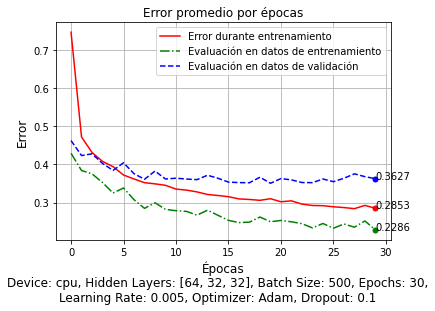 Error promedio por épocas
Error durante entrenamiento
Evaluación en datos de entrenamiento
Evaluación en datos de validación
Error
0.7
0.6
0.5
0.4
0.3
0.3627
0.2853
0.2286
0
5
10
15
20
25
30
Épocas
Device: cpu, Hidden Layers: [64, 32, 32], Batch Size: 500, Epochs: 30,
Learning Rate: 0.005, Optimizer: Adam, Dropout: 0.1